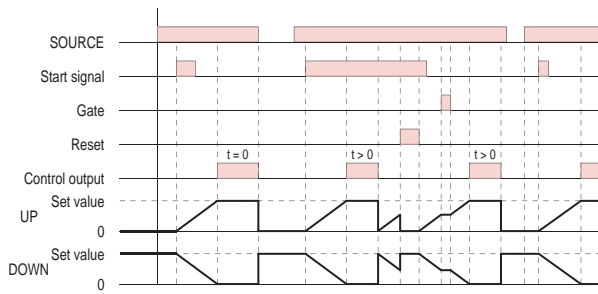 SOURCE
Start signal
Gate
Reset
t = 0 t > 0 t > 0
Control output
Set value
UP
0
Set value
DOWN
0